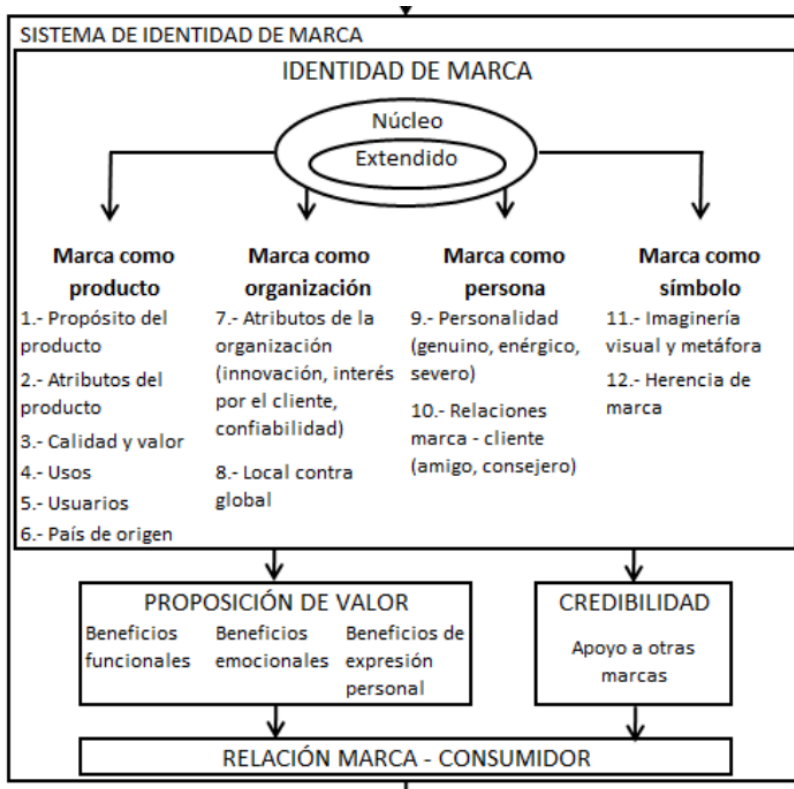 SISTEMA DE IDENTIDAD DE MARCA
IDENTIDAD DE MARCA
Núcleo
Extendido
Marca como
producto
1.- Propósito del
producto
2.- Atributos del
producto
3.- Calidad y valor
4.- Usos
5.- Usuarios
6.- País de origen
Marca como
organización
7.- Atributos de la
organización
(innovación, interés
por el cliente,
confiabilidad)
8.- Local contra
global
Marca como
persona
9.- Personalidad
(genuino, enérgico,
severo)
10.- Relaciones
marca - cliente
(amigo, consejero)
Marca como
símbolo
11.- Imaginería
visual y metáfora
12.- Herencia de
marca
PROPOSICIÓN DE VALOR
Beneficios
funcionales
Beneficios
emocionales
Beneficios de
expresión
personal
CREDIBILIDAD
Apoyo a otras
marcas
RELACIÓN MARCA - CONSUMIDOR